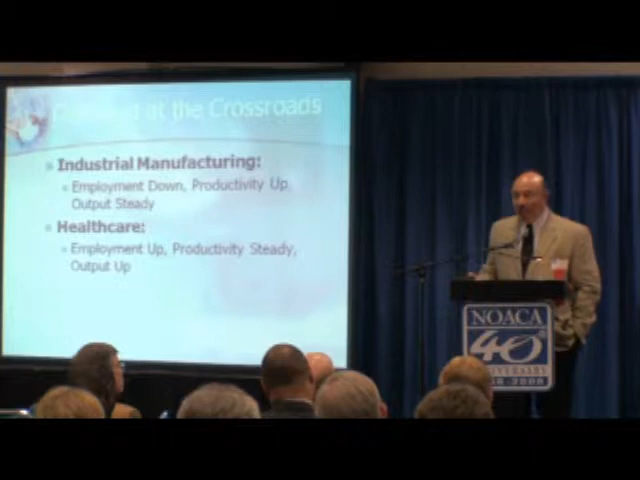 at the Crossroads
Industrial Manufacturing:
Employment Down, Productivity Up
Output Steady
Healthcare:
Employment Up, Productivity Steady,
Output Up
NOACA
40